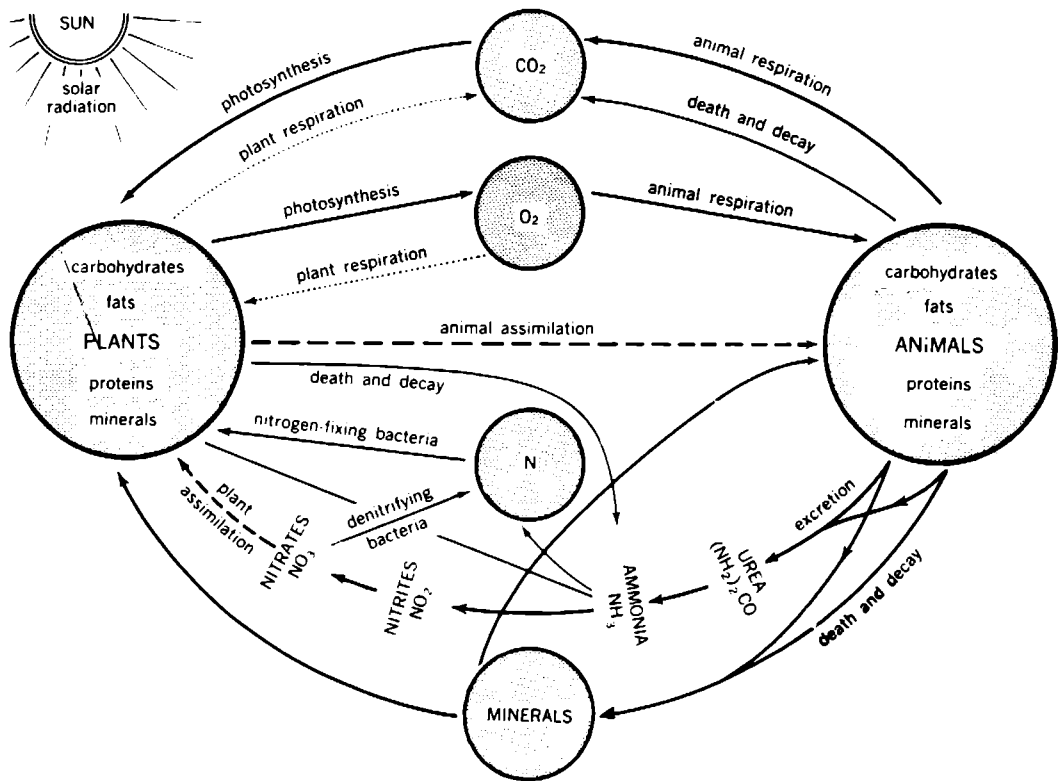 SUN
solar
radiation
photosynthesis
plant respiration
CO₂
animal respiration
death and decay
photosynthesis
O₂
animal respiration
plant respiration
carbohydrates
fats
PLANTS
proteins
minerals
animal assimilation
carbohydrates
fats
ANiMALS
proteins
minerals
death and decay
nitrogen-fixing bacteria
N
plant
assimilation
denitrifying
bacteria
NITRATES
NO₃
NITRITES
NO₂
AMMONIA
NH₃
UREA
(NH₂)₂CO
excretion
death and decay
MINERALS